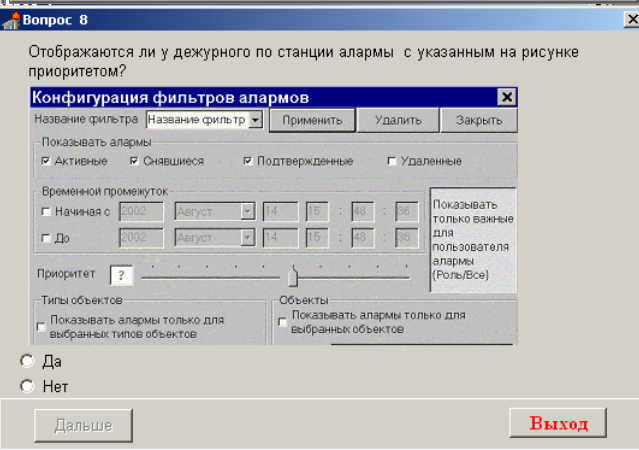 Вопрос 8
Отображаются ли у дежурного по станции алармы с указанным на рисунке
приоритетом?
Конфигурация фильтров алармов
Название фильтра Название фильтр Применить Удалить Закрыть
Показывать алармы
Активные Снявшиеся Подтвержденные Удаленные
Временной промежуток
Начиная с 2002 Август 14 15 : 48 : 36
До 2002 Август 14 15 : 48 : 36
Показывать
только важные
для
пользователя
алармы
(Роль/Все)
Приоритет ?
Типы объектов
Показывать алармы только для
выбранных типов объектов
Объекты
Показывать алармы только для
выбранных объектов
Да
Нет
Дальше
Выход